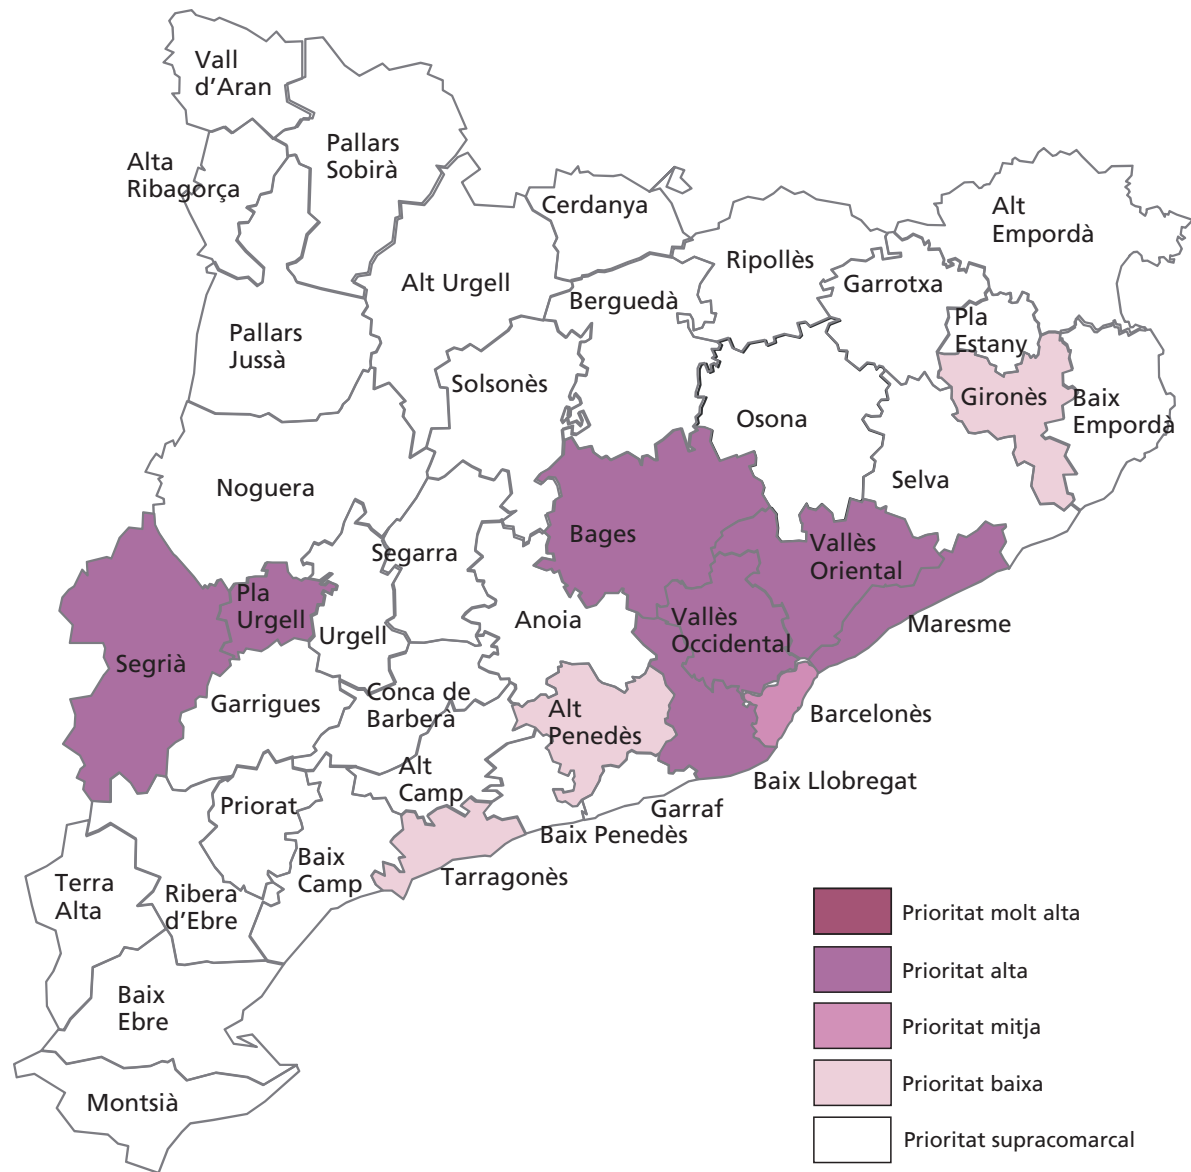 Vall
d’Aran
Pallars
Sobirà
Alta
Ribagorça
Cerdanya
Alt
Empordà
Ripollès
Garrotxa
Alt Urgell
Berguedà
Pla
Estany
Pallars
Jussà
Solsonès
Gironès
Baix
Empordà
Osona
Noguera
Selva
Bages
Segarra
Vallès
Oriental
Pla
Urgell
Urgell
Anoia
Vallès
Occidental
Maresme
Segrià
Garrigues
Conca de
Barberà
Alt
Penedès
Barcelonès
Alt
Camp
Baix Llobregat
Priorat
Garraf
Baix Penedès
Baix
Camp
Tarragonès
Terra
Alta
Ribera
d’Ebre
Baix
Ebre
Montsià
Prioritat molt alta
Prioritat alta
Prioritat mitja
Prioritat baixa
Prioritat supracomarcal